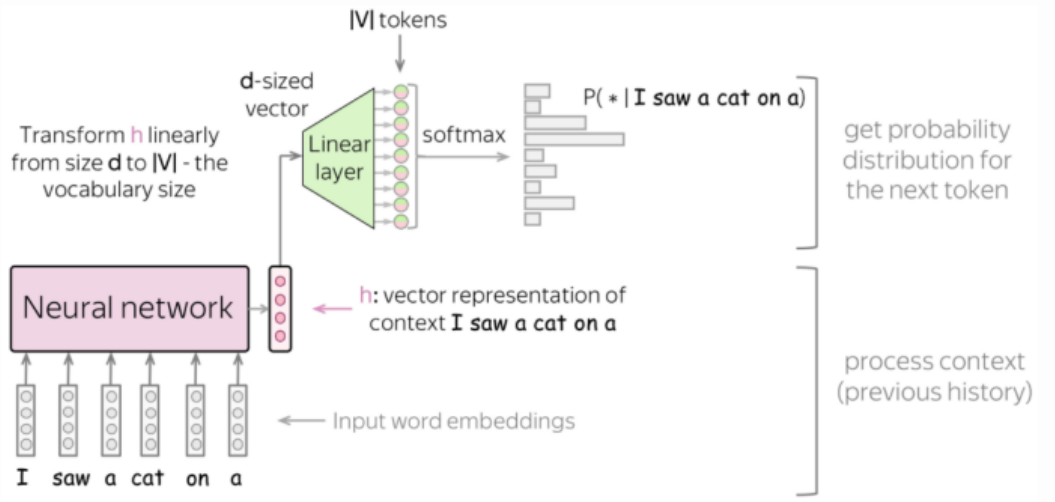 |V| tokens
d-sized
vector
Transform h linearly
from size d to |V| - the
vocabulary size
Linear
layer
softmax
P( * | I saw a cat on a)
get probability
distribution for
the next token
Neural network
h: vector representation of
context I saw a cat on a
process context
(previous history)
Input word embeddings
I saw a cat on a